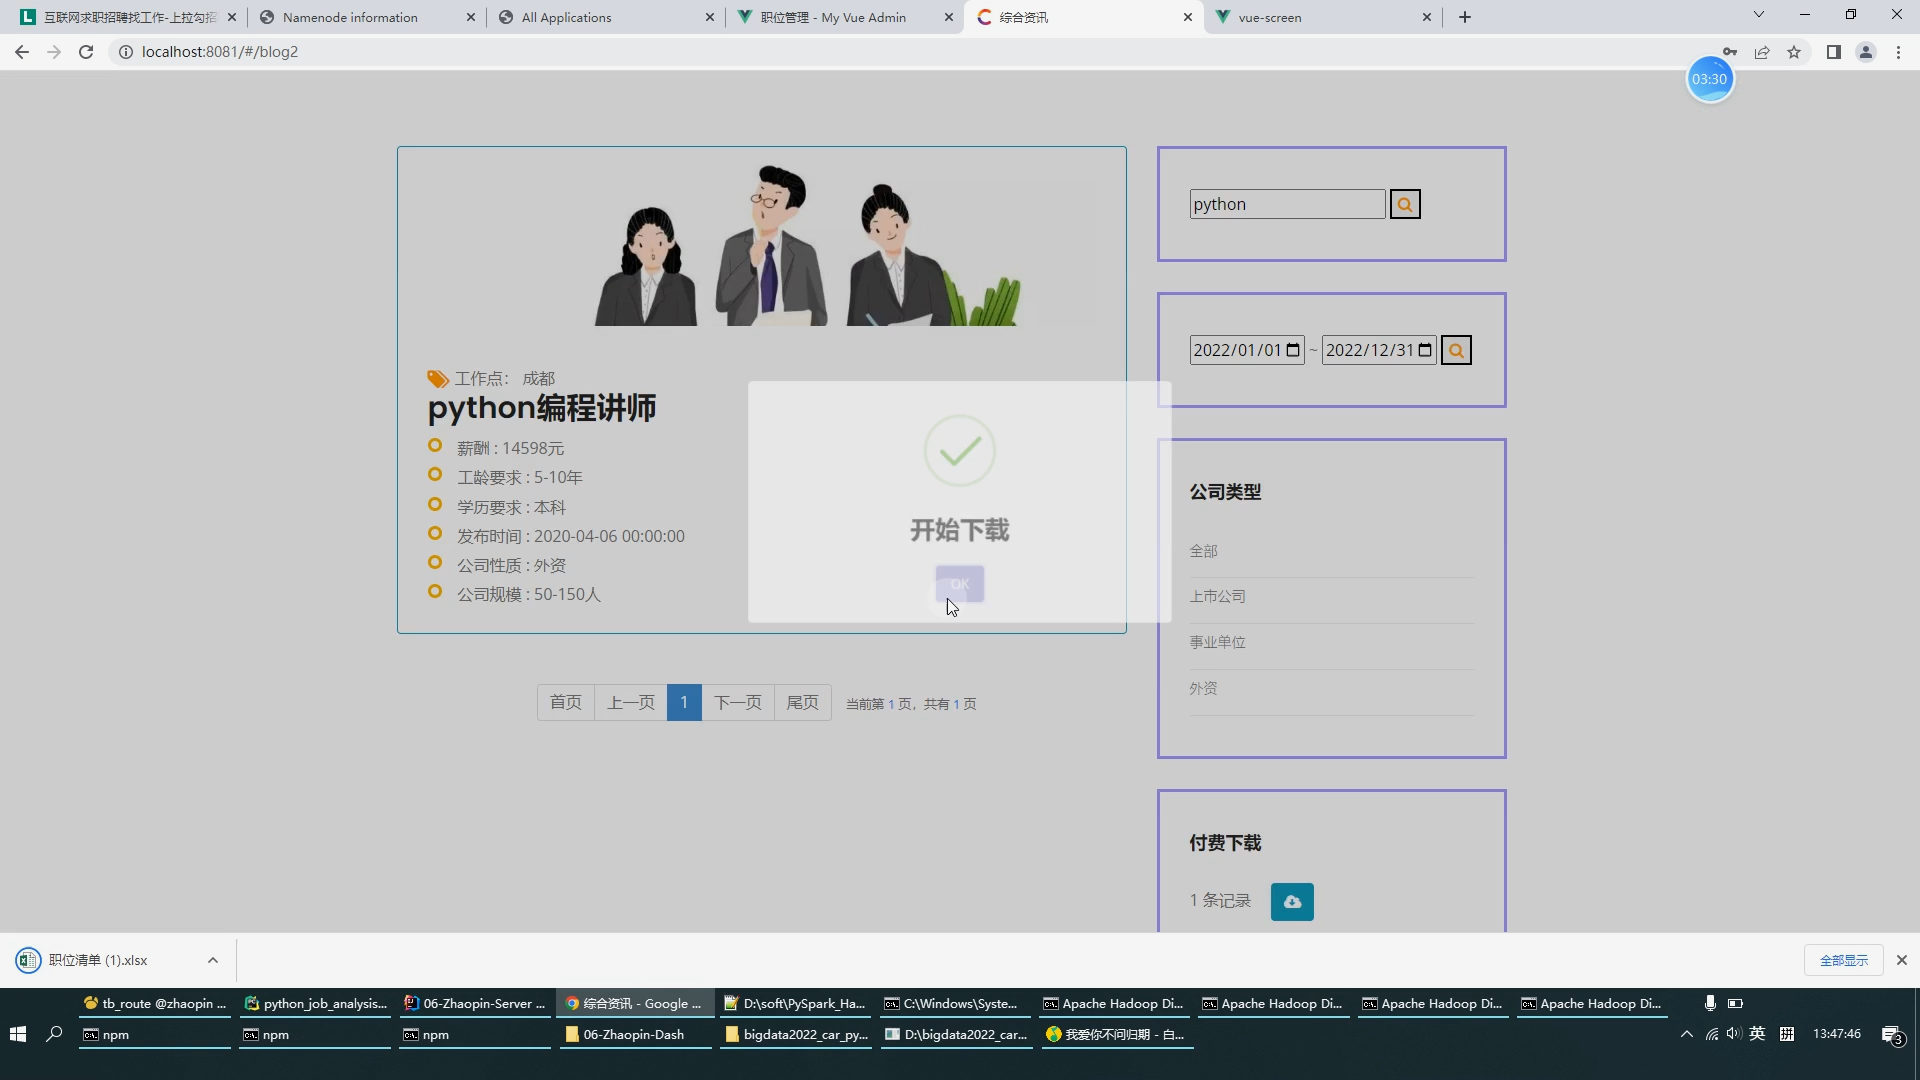 互联网求职招聘找工作-上拉勾招
Namenode information
All Applications
职位管理 - My Vue Admin
综合资讯
vue-screen
localhost:8081/#/blog2
03:30
python
2022/01/01 ~ 2022/12/31
工作点： 成都
python编程讲师
薪酬 : 14598元
工龄要求 : 5-10年
学历要求 : 本科
发布时间 : 2020-04-06 00:00:00
公司性质 : 外资
公司规模 : 50-150人
开始下载
OK
公司类型
全部
上市公司
事业单位
外资
首页
上一页
1
下一页
尾页
当前第 1 页，共有 1 页
付费下载
1 条记录
职位清单 (1).xlsx
全部显示
tb_route @zhaopin ...
python_job_analysis...
06-Zhaopin-Server ...
综合资讯 - Google ...
D:\soft\PySpark_Ha...
C:\Windows\Syste...
Apache Hadoop Di...
Apache Hadoop Di...
Apache Hadoop Di...
Apache Hadoop Di...
npm
npm
npm
06-Zhaopin-Dash
bigdata2022_car_py...
D:\bigdata2022_car...
我爱你不问归期 - 白...
英
拼
13:47:46
3